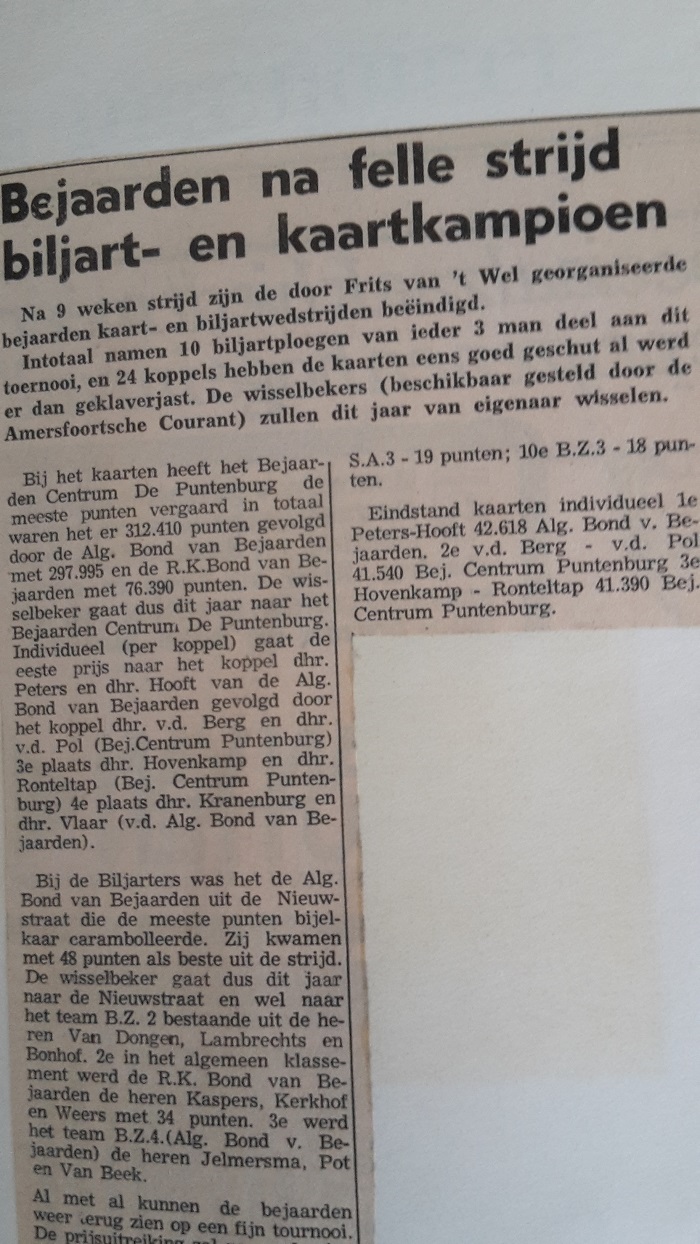 Bejaarden na felle strijd
biljart- en kaartkampioen
Na 9 weken strijd zijn de door Frits van 't Wel georganiseerde
bejaarden kaart- en biljartwedstrijden beëindigd.
Intotaal namen 10 biljartploegen van ieder 3 man deel aan dit
toernooi, en 24 koppels hebben de kaarten eens goed geschut al werd
er dan geklaverjast. De wisselbekers (beschikbaar gesteld door de
Amersfoortsche Courant) zullen dit jaar van eigenaar wisselen.
Bij het kaarten heeft het Bejaar-
den Centrum De Puntenburg de
meeste punten vergaard in totaal
waren het er 312.410 punten gevolgd
door de Alg. Bond van Bejaarden
met 297.995 en de R.K.Bond van Be-
jaarden met 76.390 punten. De wis-
selbeker gaat dus dit jaar naar het
Bejaarden Centrum De Puntenburg.
Individueel (per koppel) gaat de
eeste prijs naar het koppel dhr.
Peters en dhr. Hooft van de Alg.
Bond van Bejaarden gevolgd door
het koppel dhr. v.d. Berg en dhr.
v.d. Pol (Bej.Centrum Puntenburg)
3e plaats dhr. Hovenkamp en dhr.
Ronteltap (Bej. Centrum Punten-
burg) 4e plaats dhr. Kranenburg en
dhr. Vlaar (v.d. Alg. Bond van Be-
jaarden).
Bij de Biljarters was het de Alg.
Bond van Bejaarden uit de Nieuw-
straat die de meeste punten bijel-
kaar carambolleerde. Zij kwamen
met 48 punten als beste uit de strijd.
De wisselbeker gaat dus dit jaar
naar de Nieuwstraat en wel naar
het team B.Z. 2 bestaande uit de he-
ren Van Dongen, Lambrechts en
Bonhof. 2e in het algemeen klasse-
ment werd de R.K. Bond van Be-
jaarden de heren Kaspers, Kerkhof
en Weers met 34 punten. 3e werd
het team B.Z.4.(Alg. Bond v. Be-
jaarden) de heren Jelmersma, Pot
en Van Beek.
Al met al kunnen de bejaarden
weer terug zien op een fijn tournooi.
De prijsuitreiking
S.A.3 - 19 punten; 10e B.Z.3 - 18 pun-
ten.
Eindstand kaarten individueel 1e
Peters-Hooft 42.618 Alg. Bond v. Be-
jaarden. 2e v.d. Berg - v.d. Pol
41.540 Bej. Centrum Puntenburg 3e
Hovenkamp - Ronteltap 41.390 Bej.
Centrum Puntenburg.